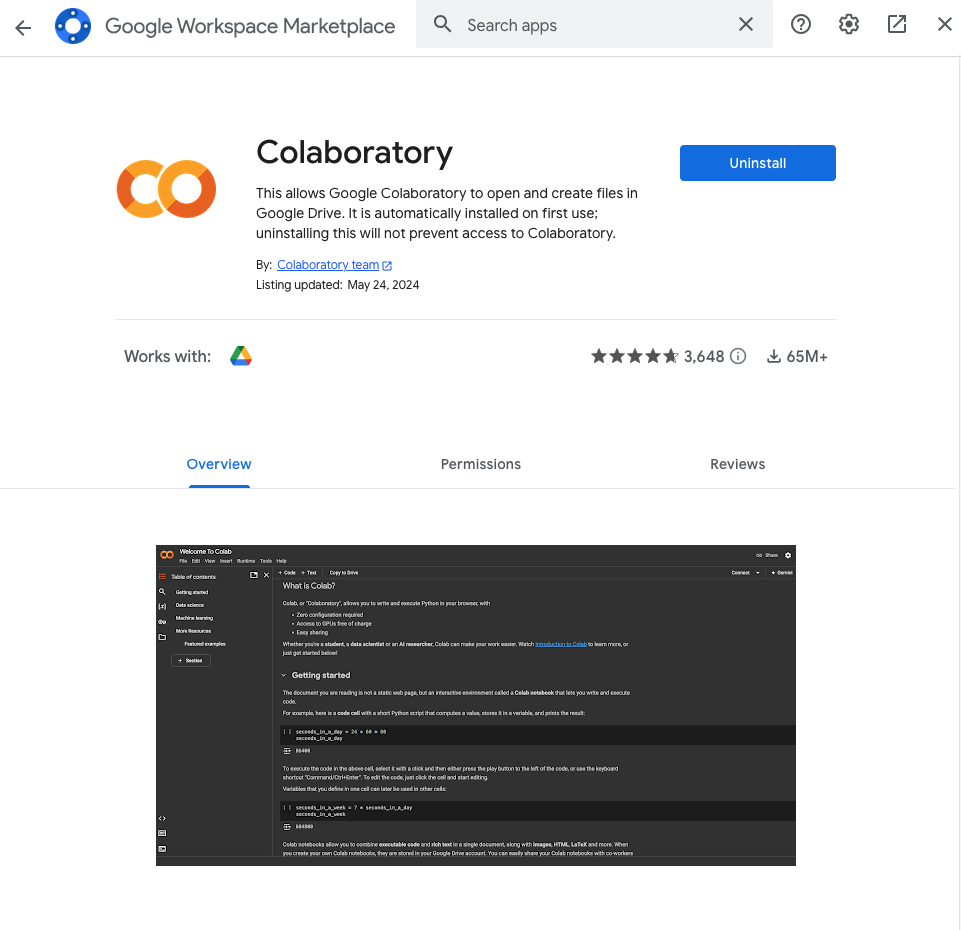 Google Workspace Marketplace
Search apps
Colaboratory
Uninstall
This allows Google Colaboratory to open and create files in
Google Drive. It is automatically installed on first use;
uninstalling this will not prevent access to Colaboratory.
By: Colaboratory team
Listing updated: May 24, 2024
Works with:
3,648
65M+
Overview
Permissions
Reviews
Welcome To Colab
File Edit View Insert Runtime Tools Help
Share
Table of contents
+ Code + Text Copy to Drive
Connect
Gemini
Getting started
Data science
Machine learning
More Resources
Featured examples
+ Section
What is Colab?
Colab, or "Colaboratory", allows you to write and execute Python in your browser, with
• Zero configuration required
• Access to GPUs free of charge
• Easy sharing
Whether you're a student, a data scientist or an AI researcher, Colab can make your work easier. Watch Introduction to Colab to learn more, or
just get started below!
Getting started
The document you are reading is not a static web page, but an interactive environment called a Colab notebook that lets you write and execute
code.
For example, here is a code cell with a short Python script that computes a value, stores it in a variable, and prints the result:
[ ] seconds_in_a_day = 24 * 60 * 60
seconds_in_a_day
86400
To execute the code in the above cell, select it with a click and then either press the play button to the left of the code, or use the keyboard
shortcut "Command/Ctrl+Enter". To edit the code, just click the cell and start editing.
Variables that you define in one cell can later be used in other cells:
[ ] seconds_in_a_week = 7 * seconds_in_a_day
seconds_in_a_week
604800
Colab notebooks allow you to combine executable code and rich text in a single document, along with images, HTML, LaTeX and more. When
you create your own Colab notebooks, they are stored in your Google Drive account. You can easily share your Colab notebooks with co-workers